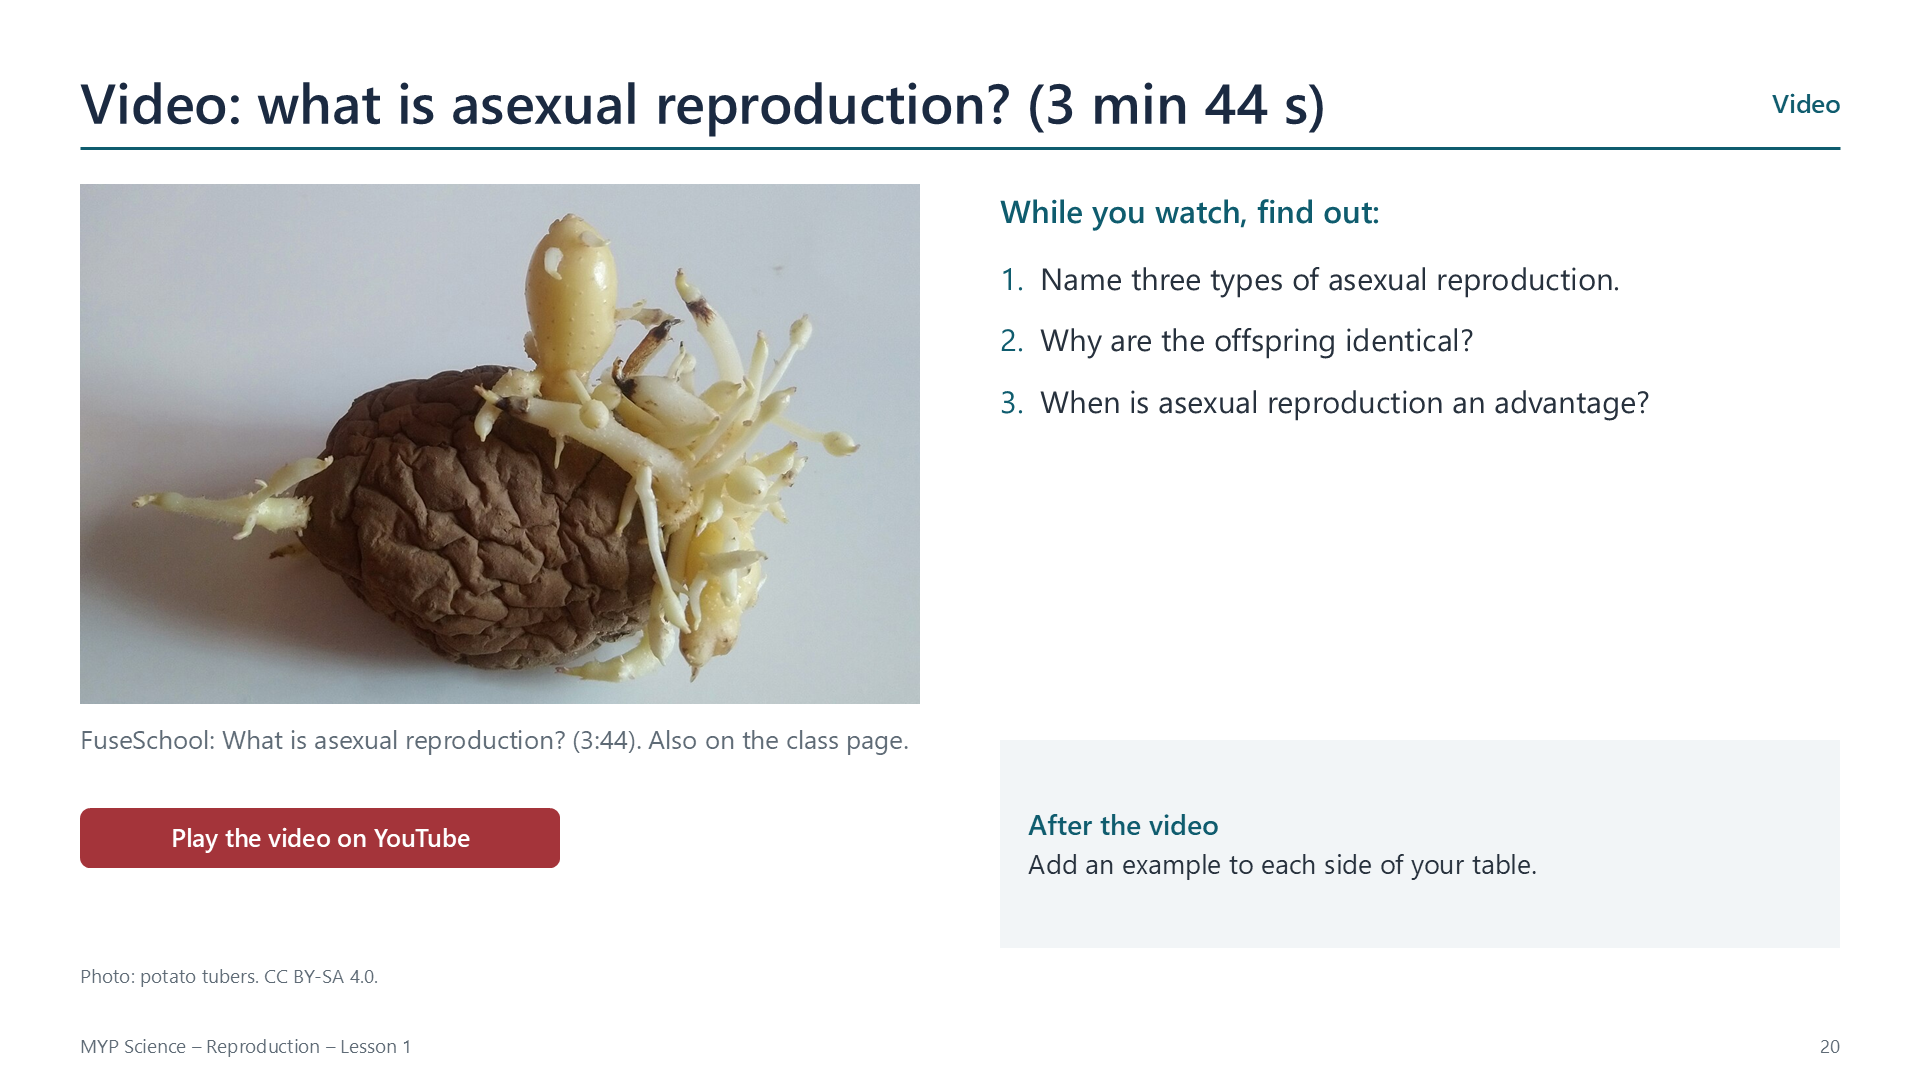 Video: what is asexual reproduction? (3 min 44 s)
Video
While you watch, find out:
1. Name three types of asexual reproduction.
2. Why are the offspring identical?
3. When is asexual reproduction an advantage?
FuseSchool: What is asexual reproduction? (3:44). Also on the class page.
Play the video on YouTube
After the video
Add an example to each side of your table.
Photo: potato tubers. CC BY-SA 4.0.
MYP Science – Reproduction – Lesson 1
20